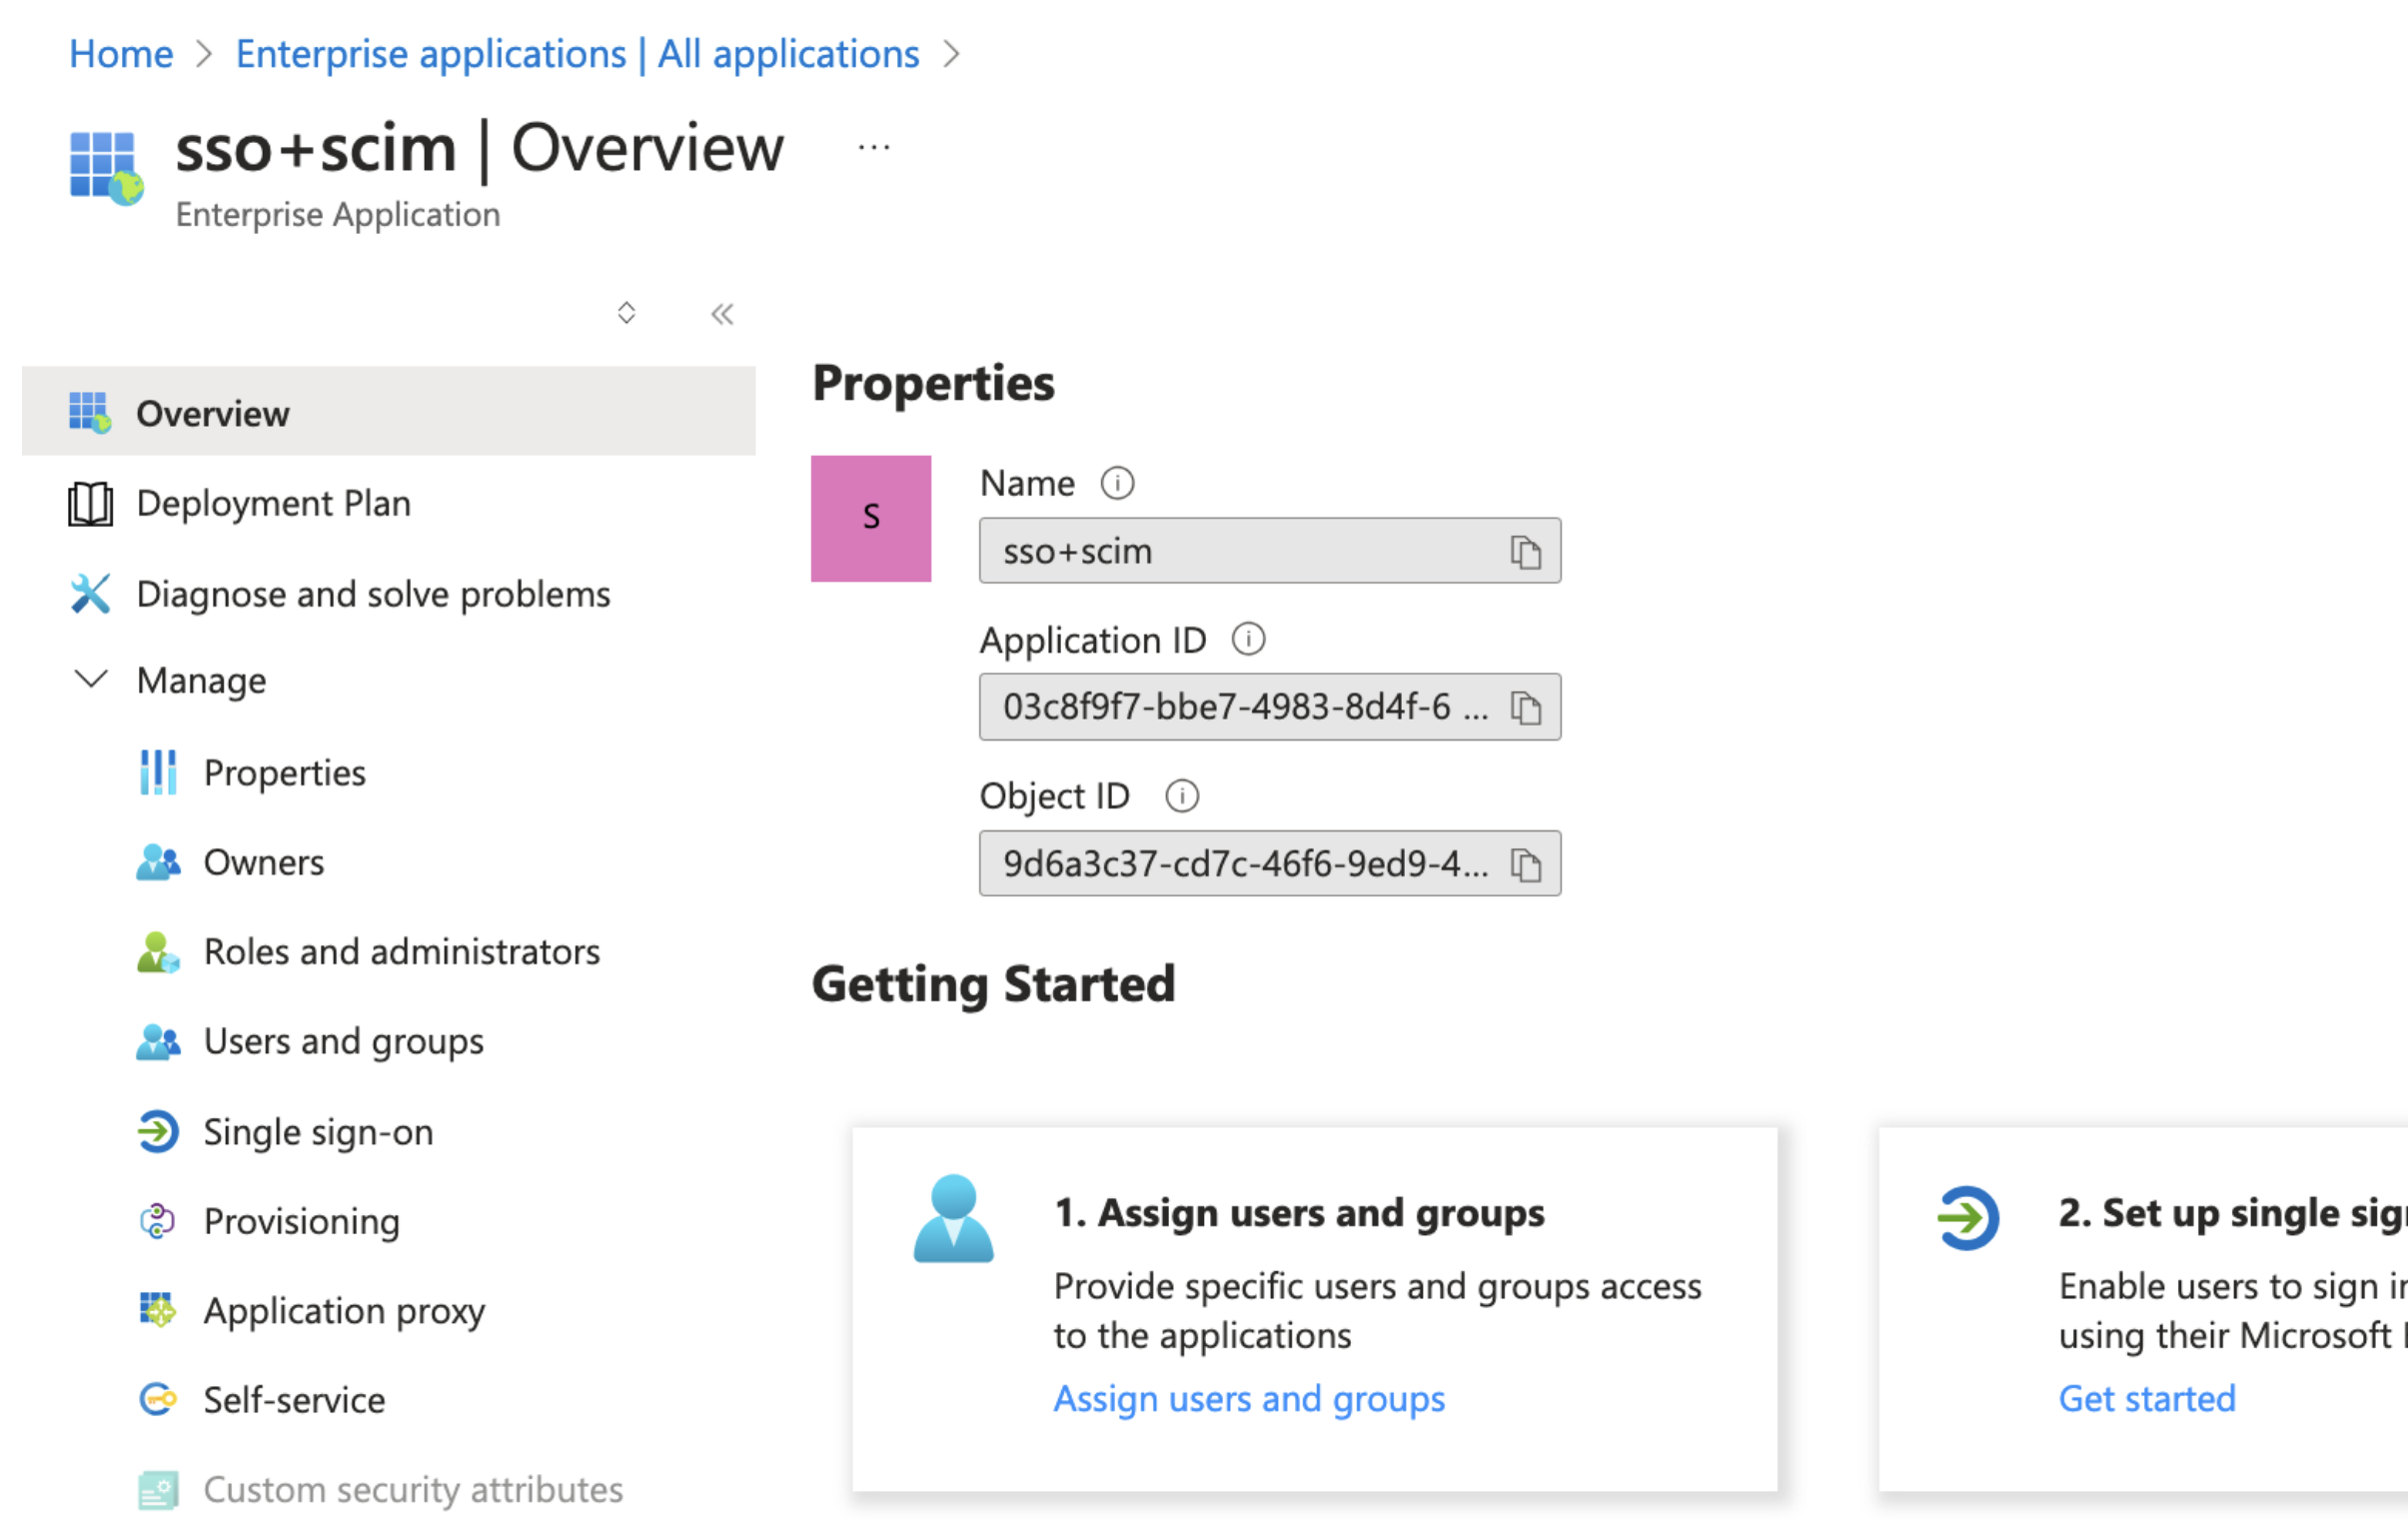 Home > Enterprise applications | All applications >
sso+scim | Overview ...
Enterprise Application
Overview
Deployment Plan
Diagnose and solve problems
Manage
Properties
Owners
Roles and administrators
Users and groups
Single sign-on
Provisioning
Application proxy
Self-service
Custom security attributes
Properties
S
Name
sso+scim
Application ID
03c8f9f7-bbe7-4983-8d4f-6 ...
Object ID
9d6a3c37-cd7c-46f6-9ed9-4...
Getting Started
1. Assign users and groups
Provide specific users and groups access
to the applications
Assign users and groups
2. Set up single
Enable users to sign
using their Microsoft
Get started